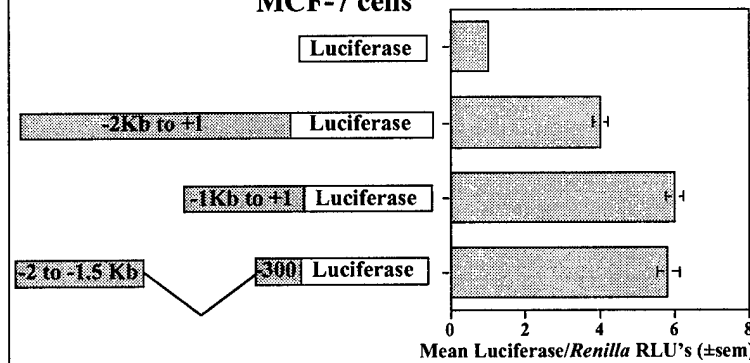 MCF-7 cells
Luciferase
-2Kb to +1 Luciferase
-1Kb to +1 Luciferase
-2 to -1.5 Kb -300 Luciferase
0 2 4 6 8
Mean Luciferase/Renilla RLU's (±sem)